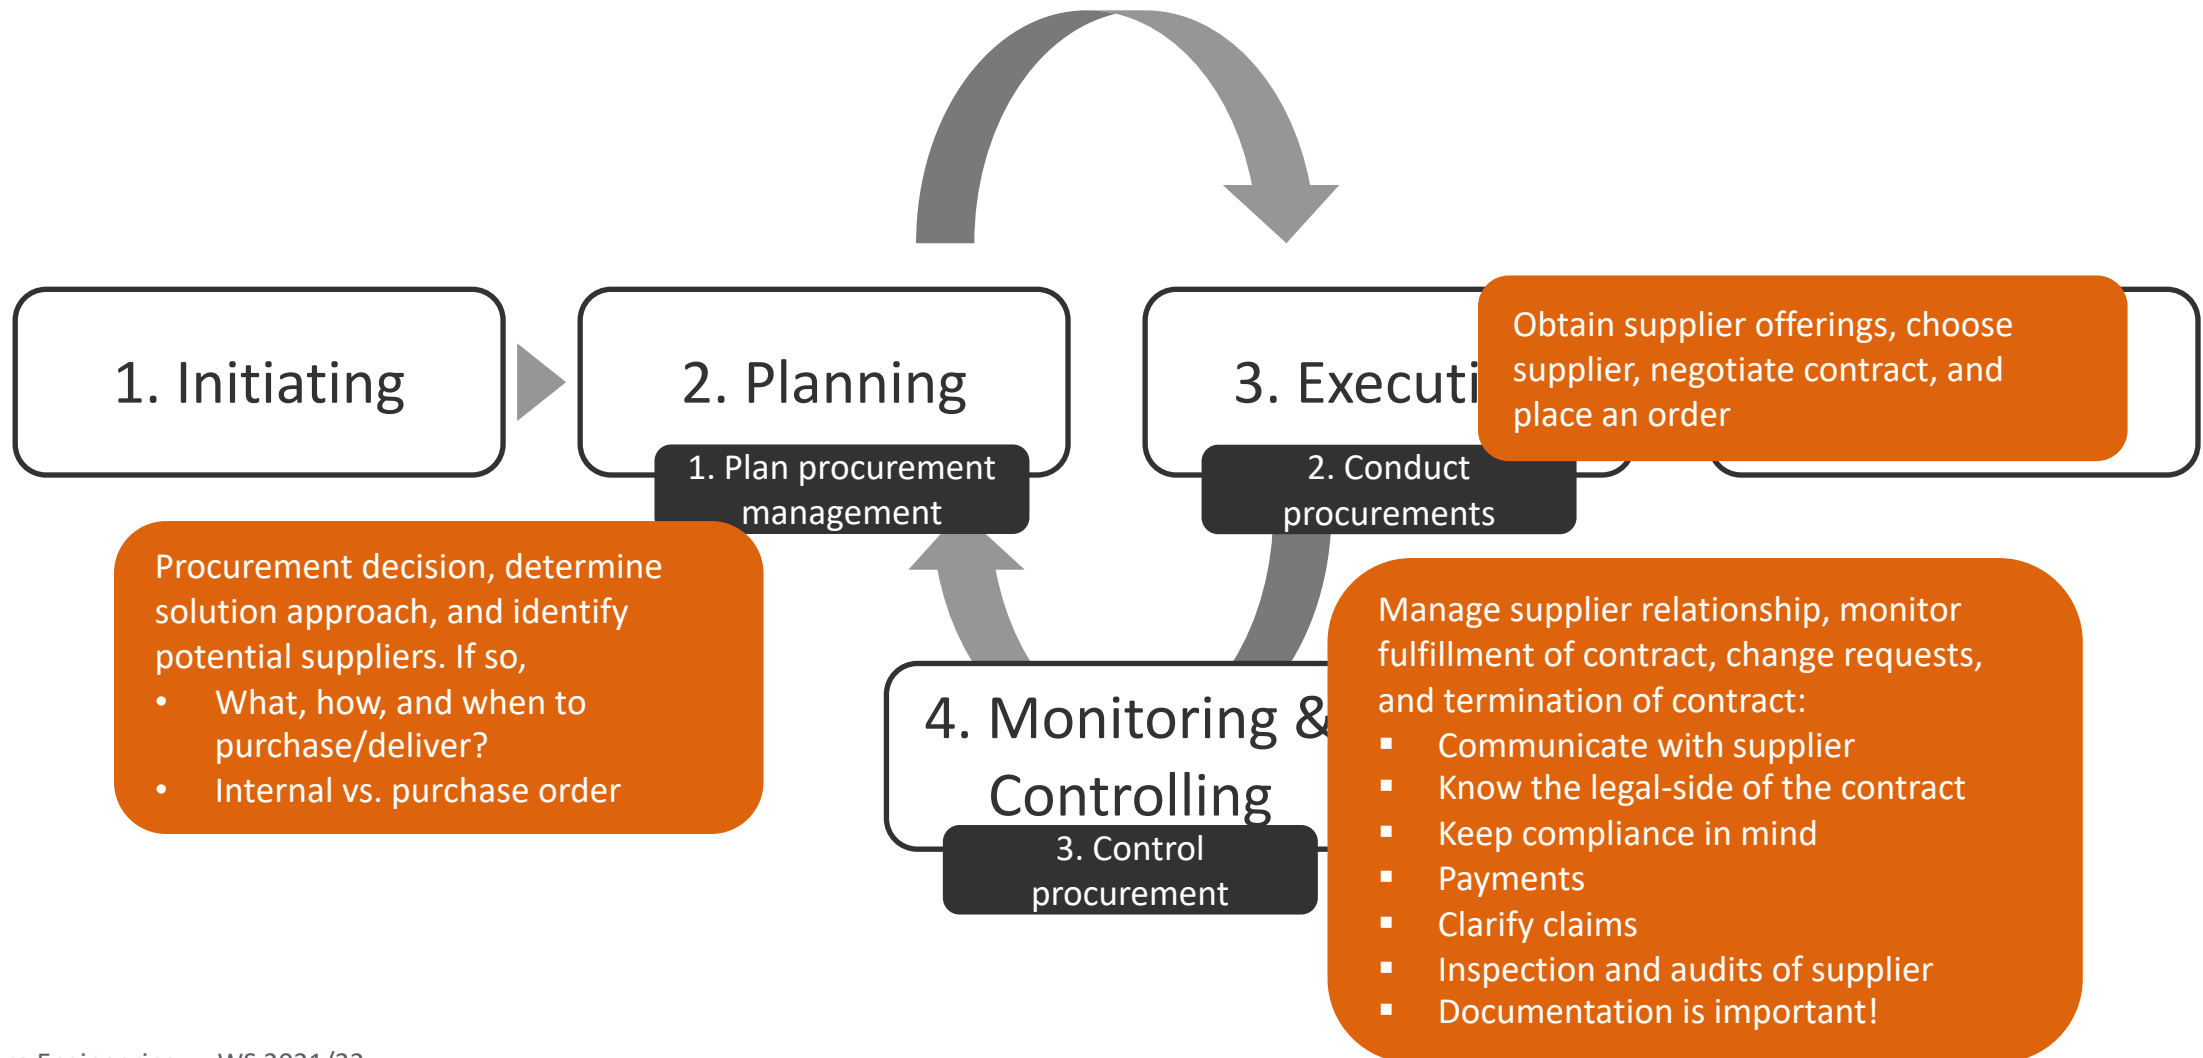 1. Initiating
2. Planning
1. Plan procurement
management
3. Executi
2. Conduct
procurements
Obtain supplier offerings, choose
supplier, negotiate contract, and
place an order
Procurement decision, determine
solution approach, and identify
potential suppliers. If so,
• What, how, and when to
purchase/deliver?
• Internal vs. purchase order
4. Monitoring &
Controlling
3. Control
procurement
Manage supplier relationship, monitor
fulfillment of contract, change requests,
and termination of contract:
▪ Communicate with supplier
▪ Know the legal-side of the contract
▪ Keep compliance in mind
▪ Payments
▪ Clarify claims
▪ Inspection and audits of supplier
▪ Documentation is important!